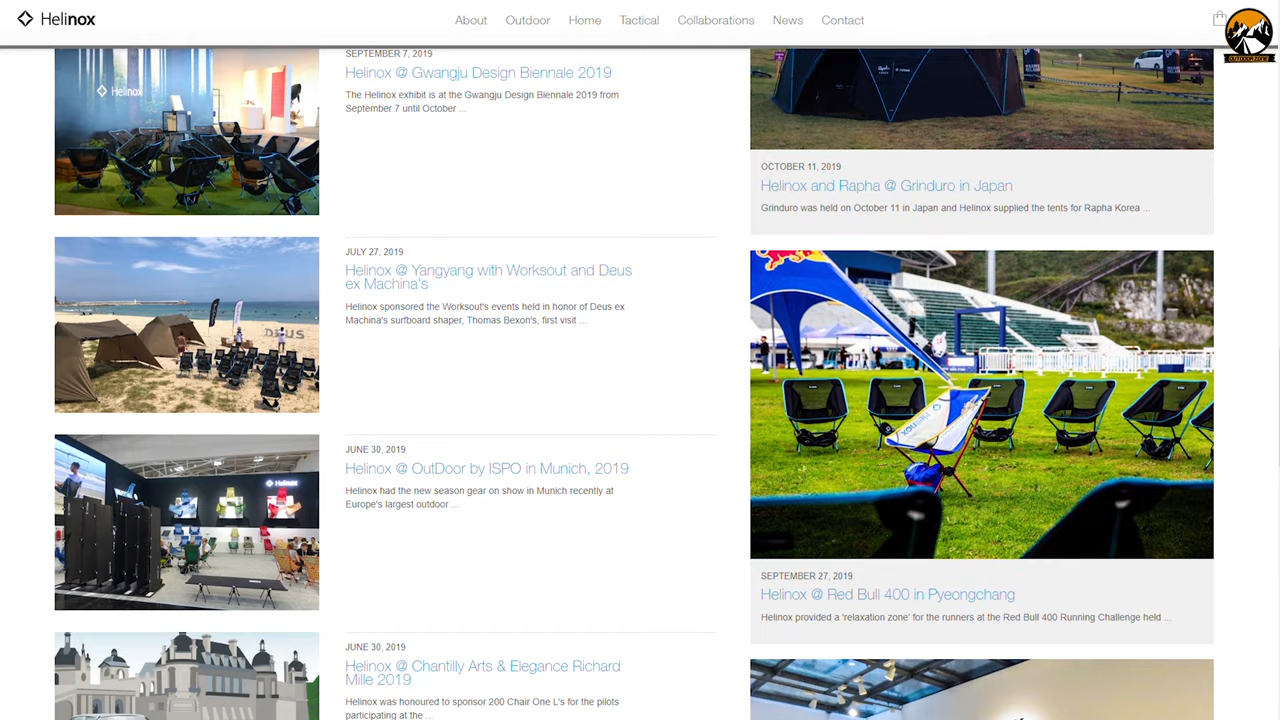 Helinox
About
Outdoor
Home
Tactical
Collaborations
News
Contact
OUTDOOR ZONE
Helinox
SEPTEMBER 7, 2019
Helinox @ Gwangju Design Biennale 2019
The Helinox exhibit is at the Gwangju Design Biennale 2019 from
September 7 until October ...
DEUS
JULY 27, 2019
Helinox @ Yangyang with Worksout and Deus
ex Machina's
Helinox sponsored the Worksout's events held in honor of Deus ex
Machina's surfboard shaper, Thomas Bexon's, first visit ...
Helinox
JUNE 30, 2019
Helinox @ OutDoor by ISPO in Munich, 2019
Helinox had the new season gear on show in Munich recently at
Europe's largest outdoor ...
JUNE 30, 2019
Helinox @ Chantilly Arts & Elegance Richard
Mille 2019
Helinox was honoured to sponsor 200 Chair One L's for the pilots
participating at the ...
OCTOBER 11, 2019
Helinox and Rapha @ Grinduro in Japan
Grinduro was held on October 11 in Japan and Helinox supplied the tents for Rapha Korea ...
Helinox
SEPTEMBER 27, 2019
Helinox @ Red Bull 400 in Pyeongchang
Helinox provided a 'relaxation zone' for the runners at the Red Bull 400 Running Challenge held ...